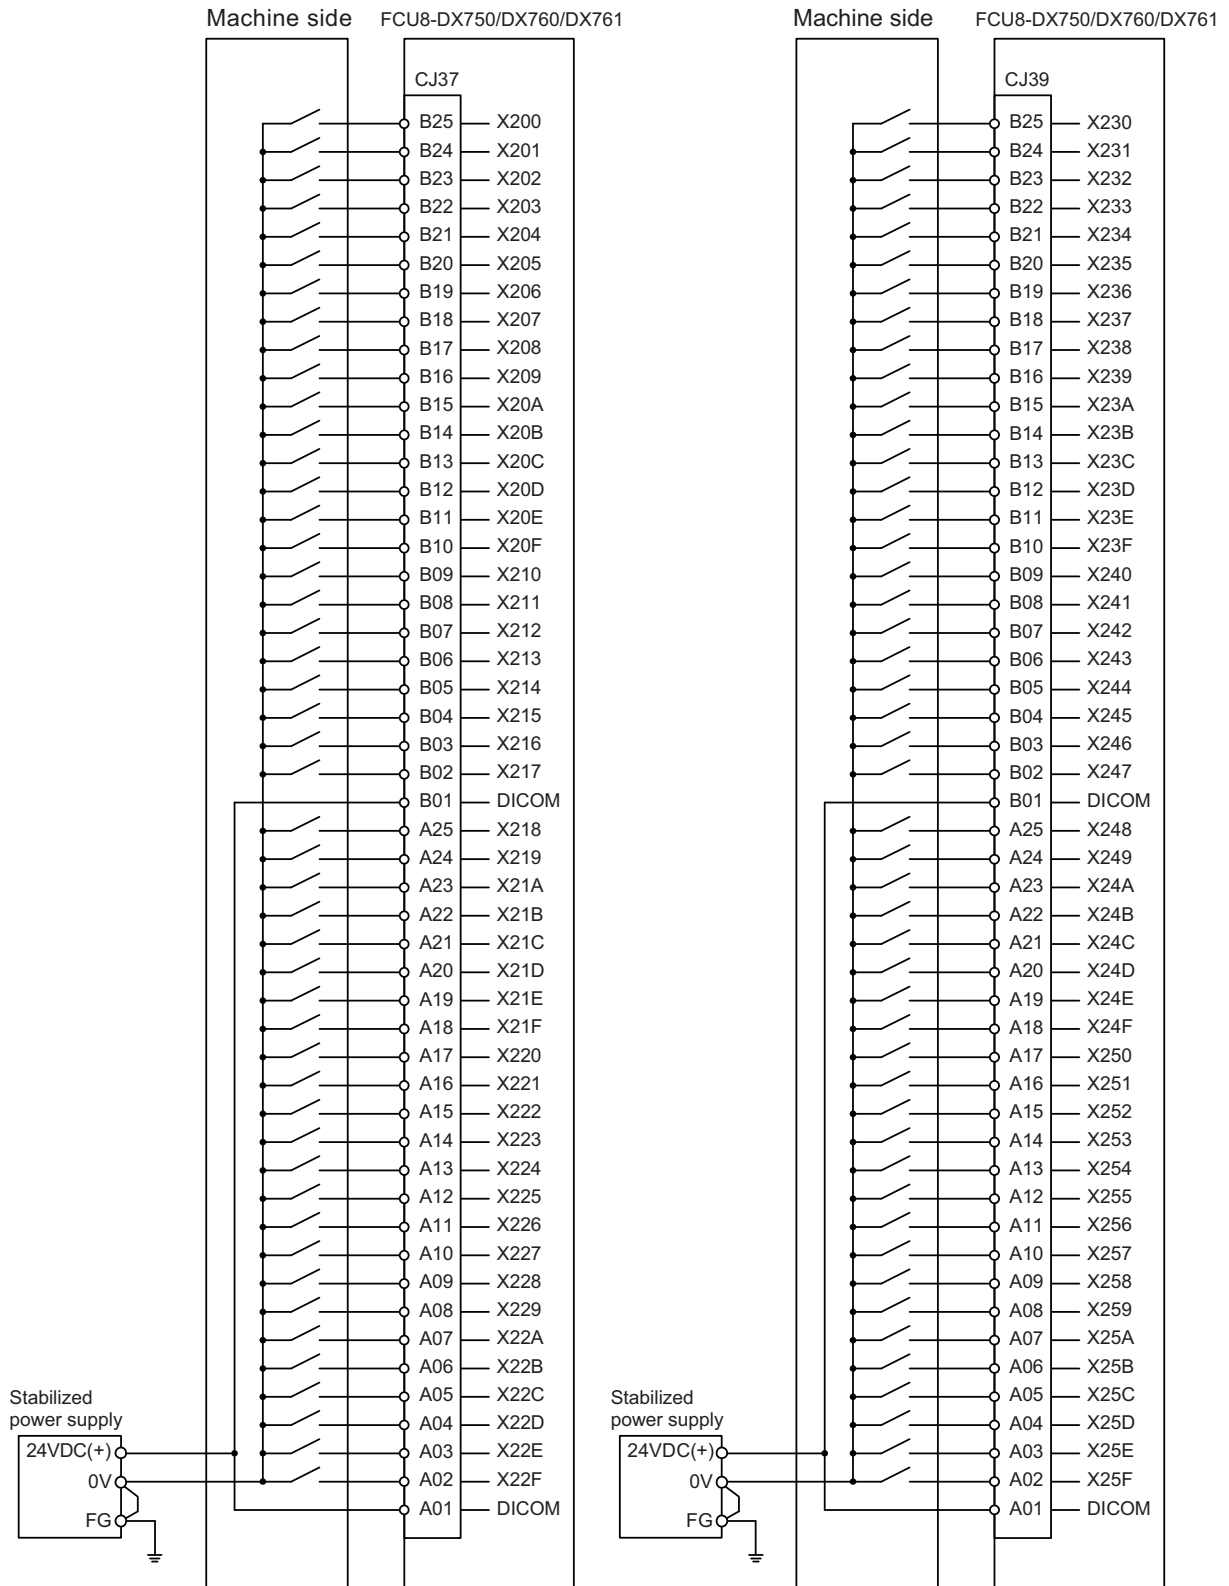 Machine side FCU8-DX750/DX760/DX761 Machine side FCU8-DX750/DX760/DX761
CJ37 CJ39
B25 X200 B25 X230
B24 X201 B24 X231
B23 X202 B23 X232
B22 X203 B22 X233
B21 X204 B21 X234
B20 X205 B20 X235
B19 X206 B19 X236
B18 X207 B18 X237
B17 X208 B17 X238
B16 X209 B16 X239
B15 X20A B15 X23A
B14 X20B B14 X23B
B13 X20C B13 X23C
B12 X20D B12 X23D
B11 X20E B11 X23E
B10 X20F B10 X23F
B09 X210 B09 X240
B08 X211 B08 X241
B07 X212 B07 X242
B06 X213 B06 X243
B05 X214 B05 X244
B04 X215 B04 X245
B03 X216 B03 X246
B02 X217 B02 X247
B01 DICOM B01 DICOM
A25 X218 A25 X248
A24 X219 A24 X249
A23 X21A A23 X24A
A22 X21B A22 X24B
A21 X21C A21 X24C
A20 X21D A20 X24D
A19 X21E A19 X24E
A18 X21F A18 X24F
A17 X220 A17 X250
A16 X221 A16 X251
A15 X222 A15 X252
A14 X223 A14 X253
A13 X224 A13 X254
A12 X225 A12 X255
A11 X226 A11 X256
A10 X227 A10 X257
A09 X228 A09 X258
A08 X229 A08 X259
A07 X22A A07 X25A
A06 X22B A06 X25B
Stabilized A05 X22C Stabilized A05 X25C
power supply A04 X22D power supply A04 X25D
24VDC(+) A03 X22E 24VDC(+) A03 X25E
0V A02 X22F 0V A02 X25F
FG A01 DICOM FG A01 DICOM